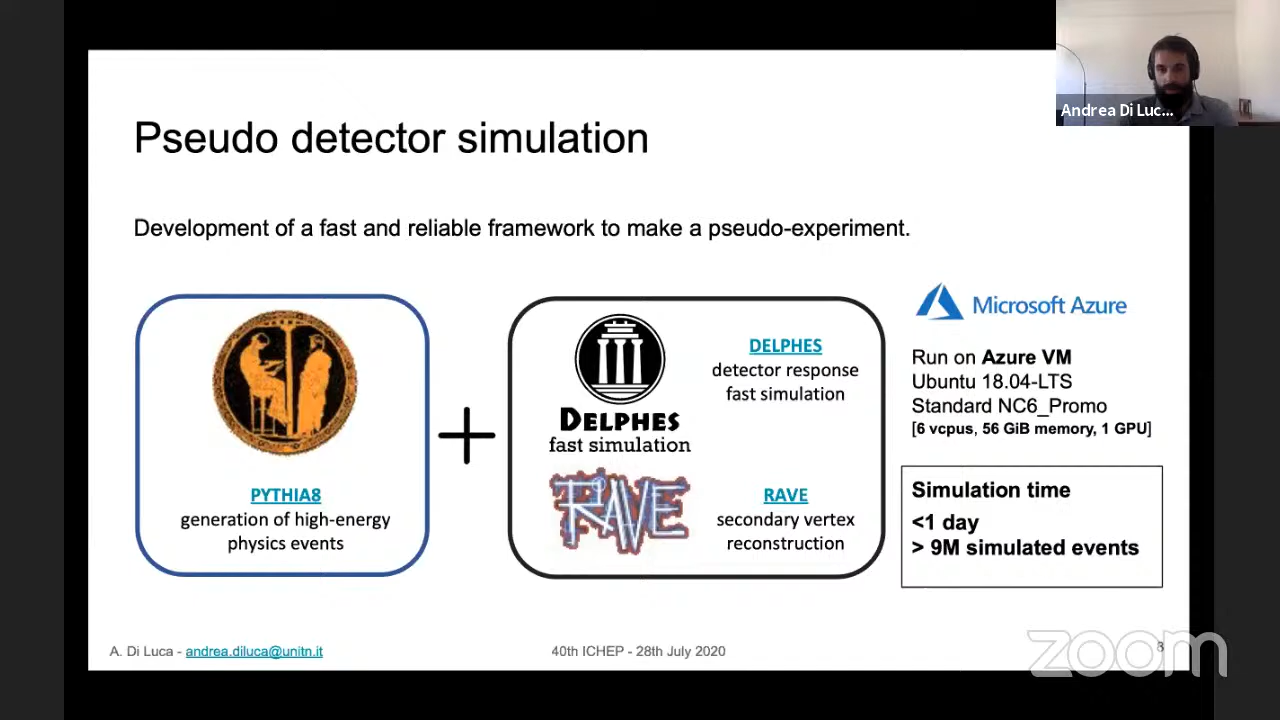 Andrea Di Luc...
Pseudo detector simulation
Development of a fast and reliable framework to make a pseudo-experiment.
PYTHIA8
generation of high-energy
physics events
DELPHES
fast simulation
DELPHES
detector response
fast simulation
RAVE
RAVE
secondary vertex
reconstruction
Microsoft Azure
Run on Azure VM
Ubuntu 18.04-LTS
Standard NC6_Promo
[6 vcpus, 56 GiB memory, 1 GPU]
Simulation time
<1 day
> 9M simulated events
A. Di Luca - andrea.diluca@unitn.it
40th ICHEP - 28th July 2020
zoom